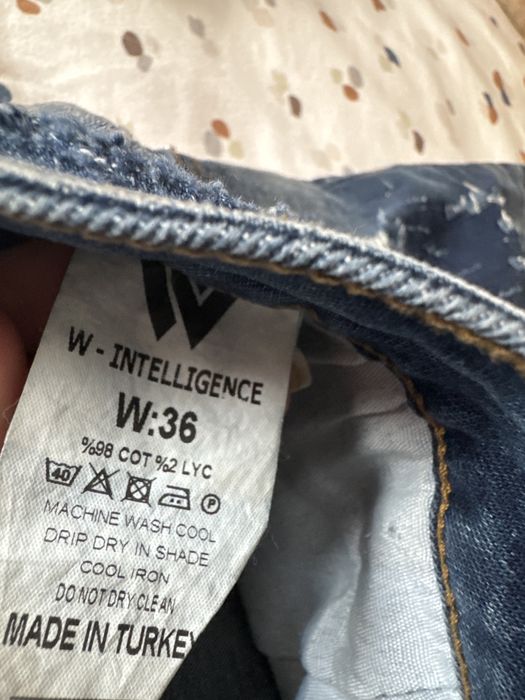 W - INTELLIGENCE
W:36
%98 COT %2 LYC
40 P
MACHINE WASH COOL
DRIP DRY IN SHADE
COOL IRON
DO NOT DRY CLEAN
MADE IN TURKEY